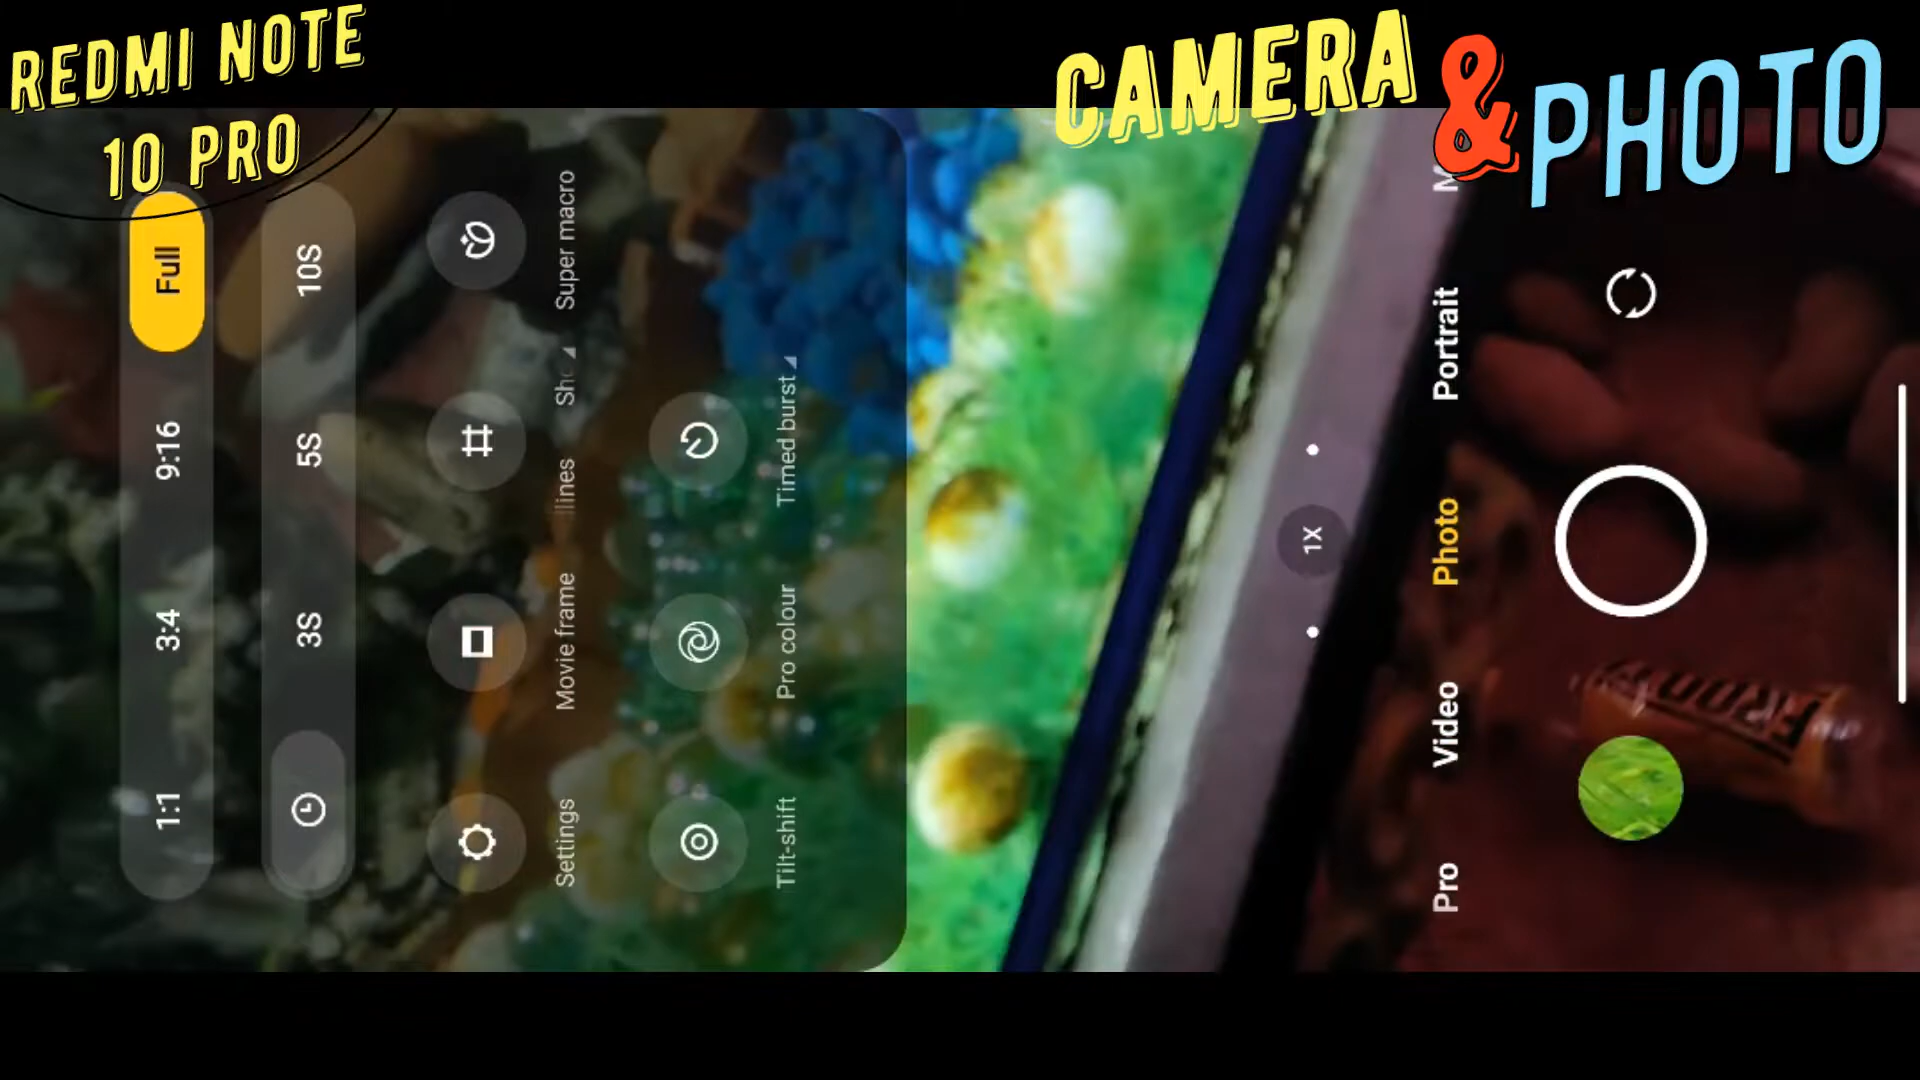 REDMI NOTE
10 PRO
CAMERA & PHOTO
Full
9:16
3:4
1:1
10S
5S
3S
Super macro
lines
Movie frame
Settings
Timed burst
Pro colour
Tilt-shift
1X
Portrait
Photo
Video
Pro